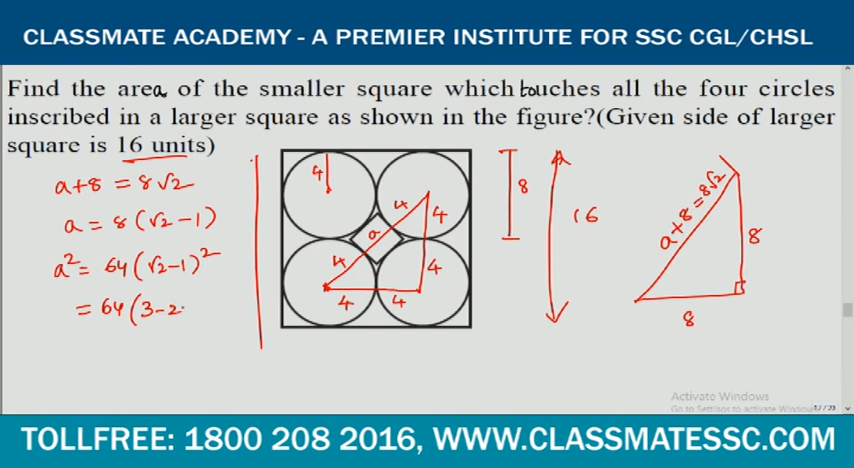 CLASSMATE ACADEMY - A PREMIER INSTITUTE FOR SSC CGL/CHSL
Find the area of the smaller square which touches all the four circles
inscribed in a larger square as shown in the figure?(Given side of larger
square is 16 units)
a+8 = 8√2
a = 8(√2-1)
a² = 64(√2-1)²
= 64(3-2
4
4
4
a
4
4
4
4
8
16
a+8=8√2
8
8
Activate Windows
Go to Settings to activate Windows
17 / 23
TOLLFREE: 1800 208 2016, WWW.CLASSMATESSC.COM